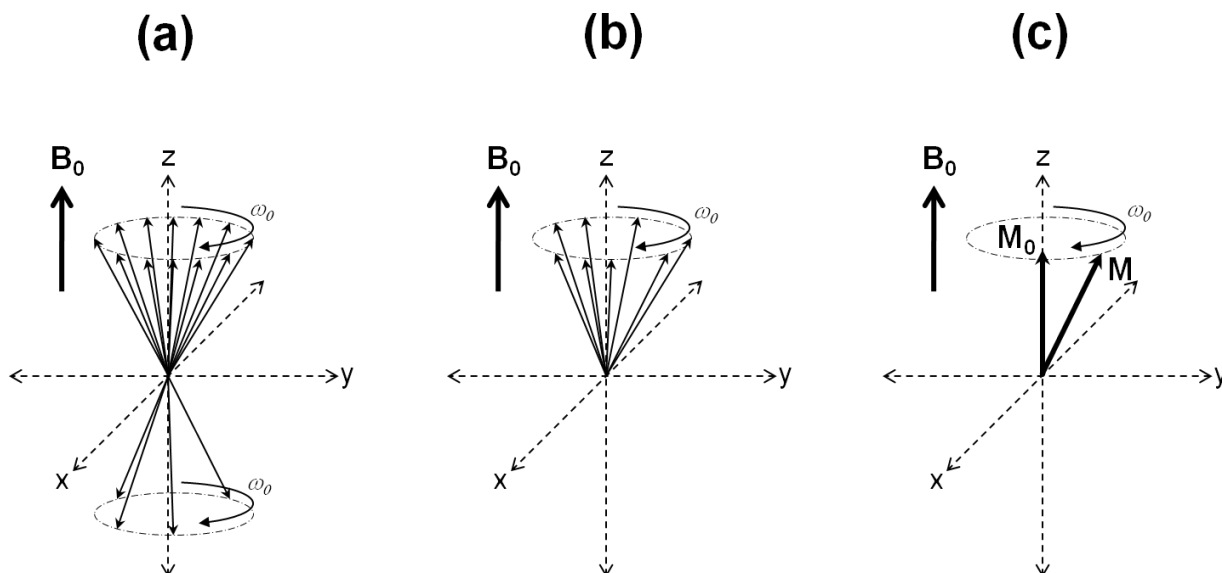 (a) (b) (c)
z z z
B₀ B₀ B₀
ω₀ ω₀ ω₀
M₀ M
y y y
x x x
ω₀